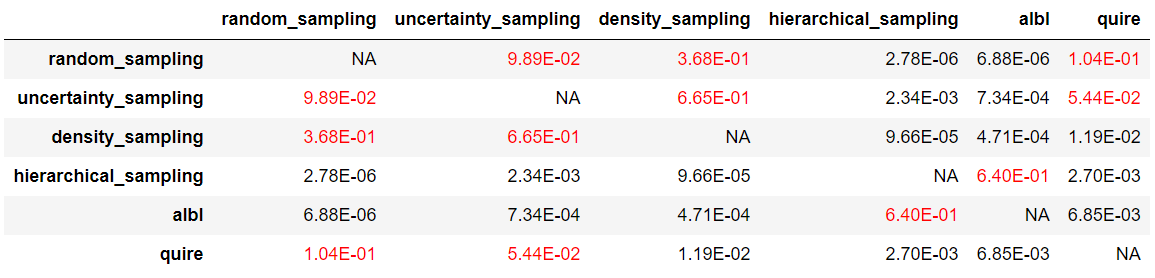 random_sampling uncertainty_sampling density_sampling hierarchical_sampling albl quire
random_sampling NA 9.89E-02 3.68E-01 2.78E-06 6.88E-06 1.04E-01
uncertainty_sampling 9.89E-02 NA 6.65E-01 2.34E-03 7.34E-04 5.44E-02
density_sampling 3.68E-01 6.65E-01 NA 9.66E-05 4.71E-04 1.19E-02
hierarchical_sampling 2.78E-06 2.34E-03 9.66E-05 NA 6.40E-01 2.70E-03
albl 6.88E-06 7.34E-04 4.71E-04 6.40E-01 NA 6.85E-03
quire 1.04E-01 5.44E-02 1.19E-02 2.70E-03 6.85E-03 NA